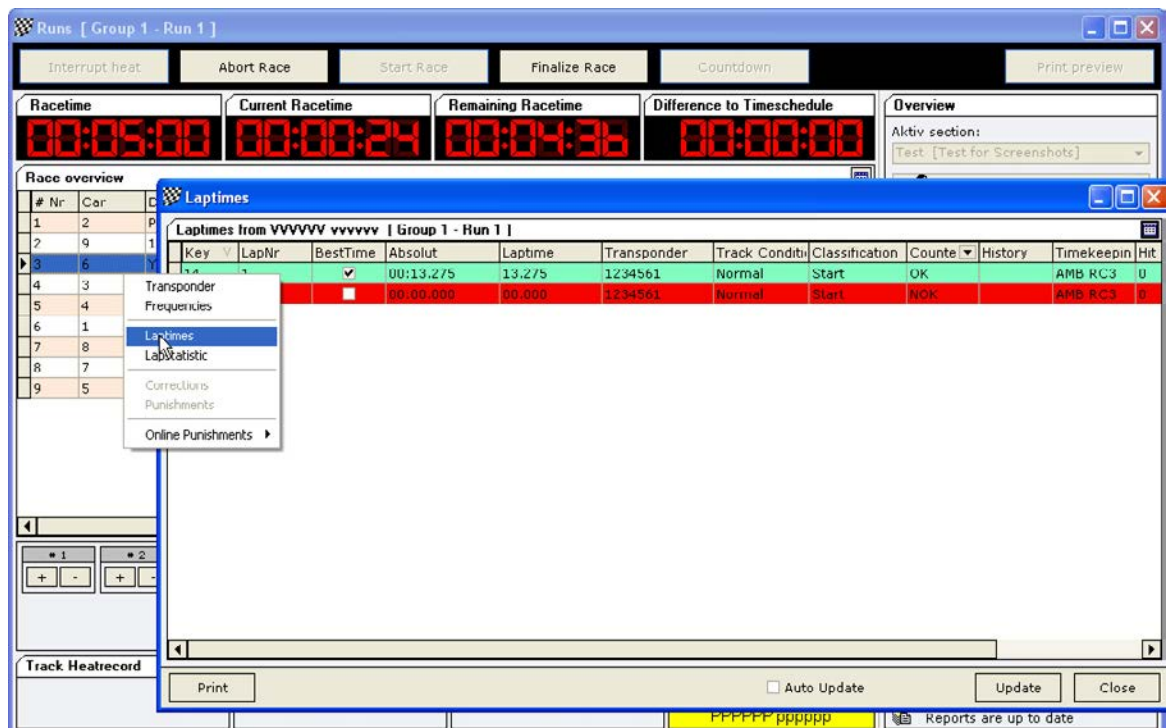 Runs [ Group 1 - Run 1 ]
Interrupt heat Abort Race Start Race Finalize Race Countdown Print preview
Racetime Current Racetime Remaining Racetime Difference to Timeschedule Overview
00:05:00 00:00:24 00:04:36 00:00:00
Aktiv section:
Test [Test for Screenshots]
Race overview
# Nr Car D
1 2 P
2 9 1
3 6 Y
4 3
5 4
6 1
7 8
8 7
9 5
Laptimes
Laptimes from VVVVVV vvvvvv [ Group 1 - Run 1 ]
Key LapNr BestTime Absolut Laptime Transponder Track Conditi Classification Counte History Timekeepin Hit
14 1 00:13.275 13.275 1234561 Normal Start OK AMB RC3 0
00:00.000 00.000 1234561 Normal Start NOK AMB RC3 0
Transponder
Frequencies
Laptimes
Lapstatistic
Corrections
Punishments
Online Punishments
# 1 # 2
+ - + -
Track Heatrecord
Print Auto Update Update Close
PPPPPP pppppp Reports are up to date